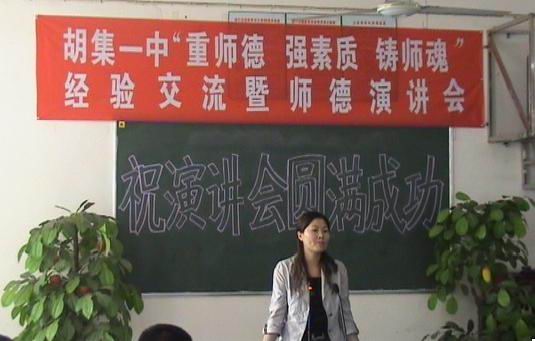 胡集一中“重师德 强素质 铸师魂”
经验交流暨师德演讲会
祝演讲会圆满成功